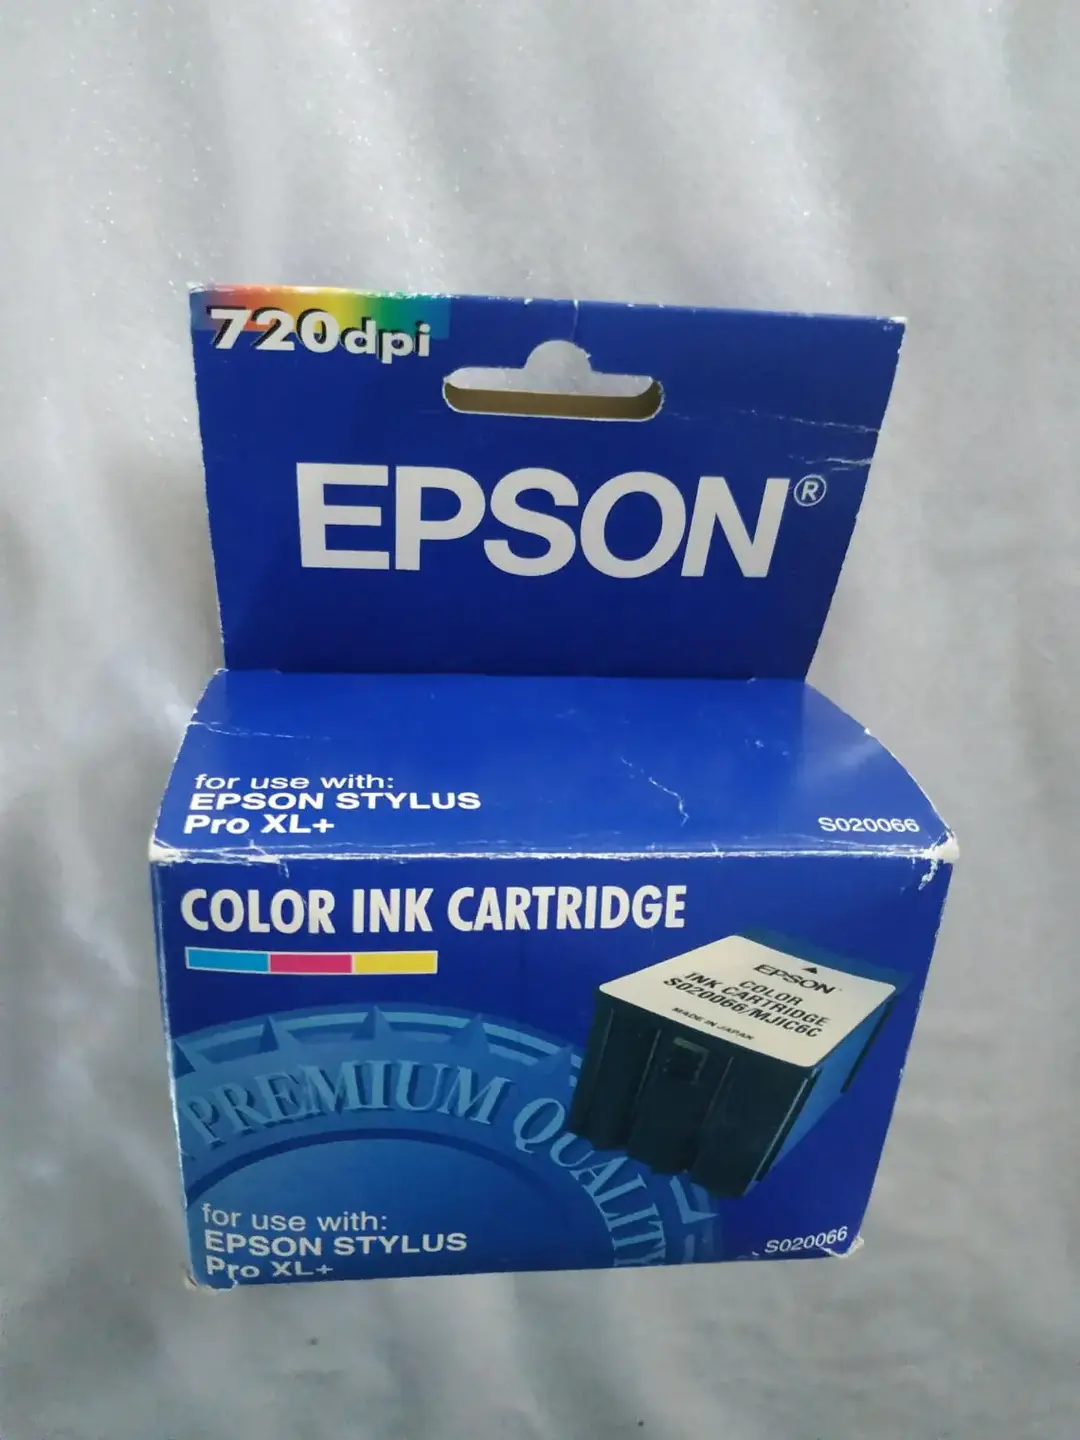 720dpi
EPSON®
for use with:
EPSON STYLUS
Pro XL+
S020066
COLOR INK CARTRIDGE
EPSON
COLOR
INK CARTRIDGE
S020066/MJIC6C
MADE IN JAPAN
PREMIUM QUALITY
for use with:
EPSON STYLUS
Pro XL+
S020066